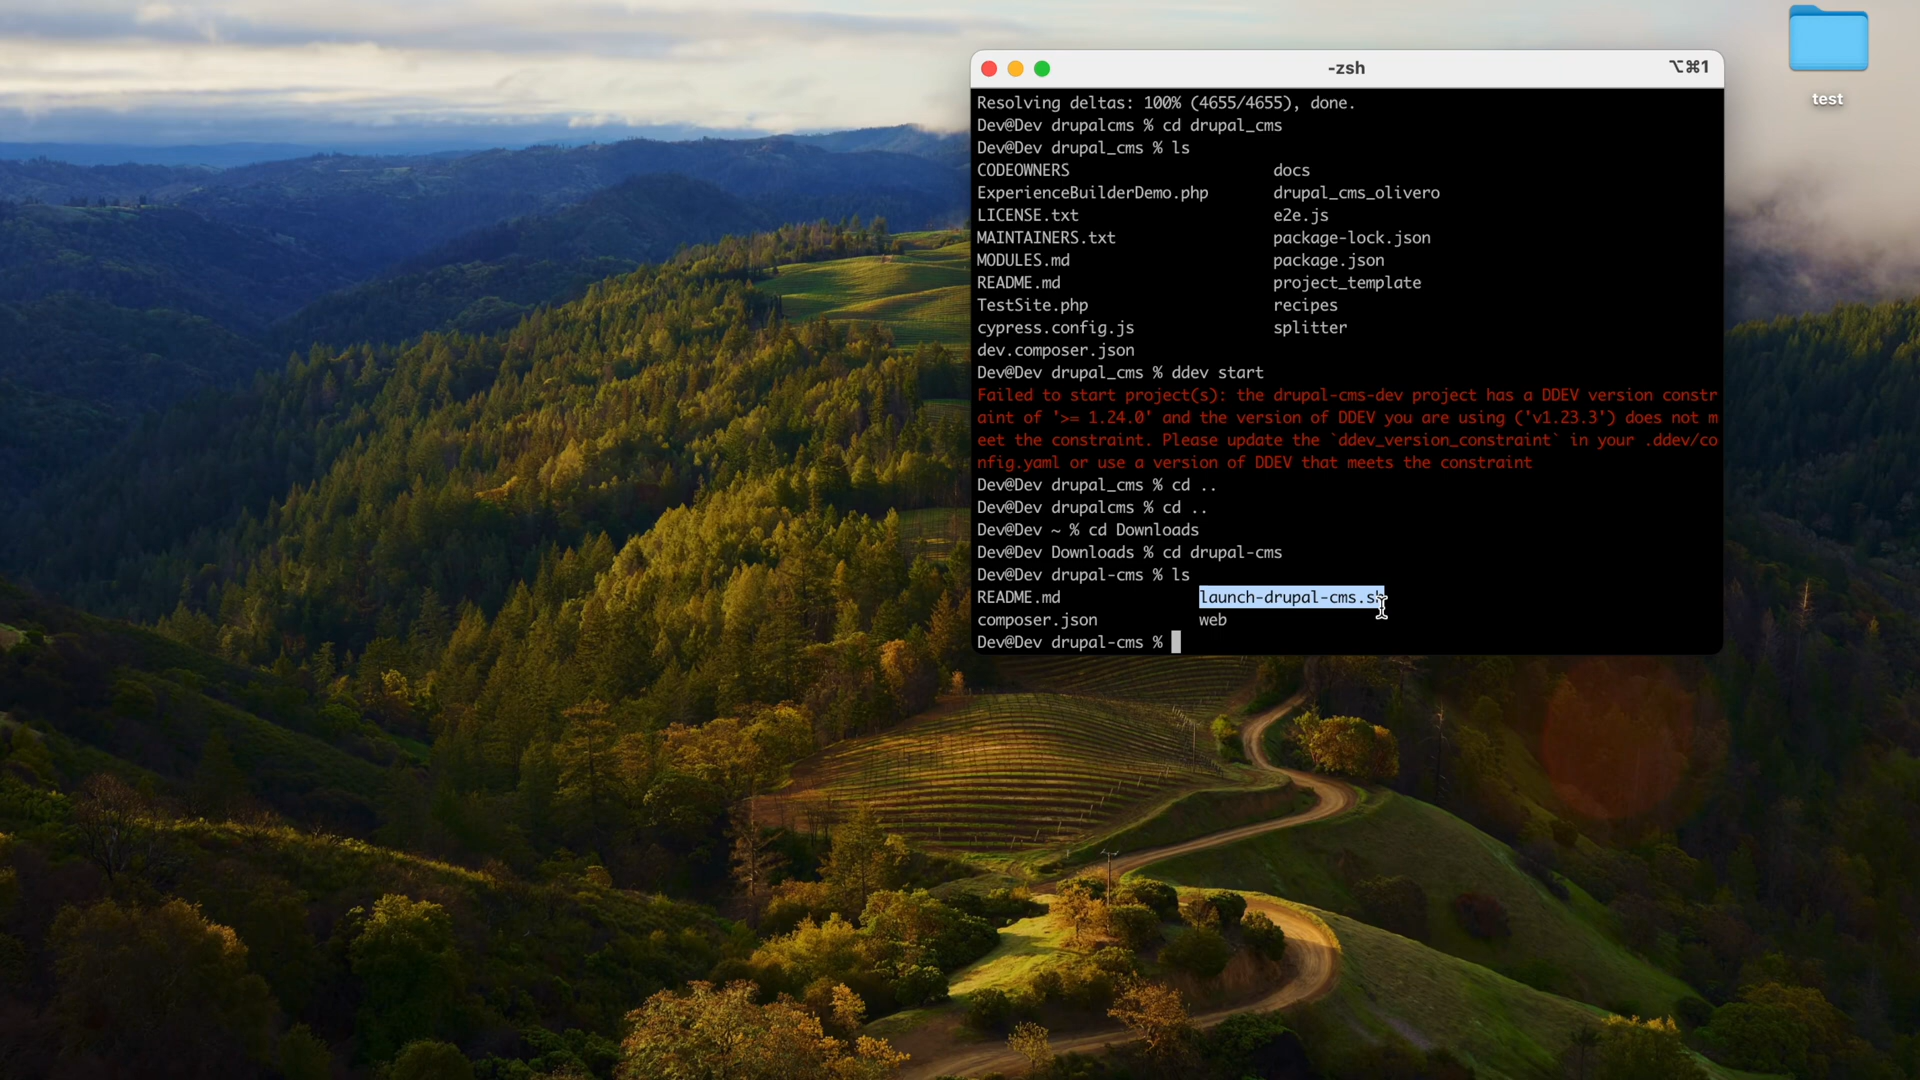 -zsh
⌥⌘1
test
Resolving deltas: 100% (4655/4655), done.
Dev@Dev drupalcms % cd drupal_cms
Dev@Dev drupal_cms % ls
CODEOWNERS docs
ExperienceBuilderDemo.php drupal_cms_olivero
LICENSE.txt e2e.js
MAINTAINERS.txt package-lock.json
MODULES.md package.json
README.md project_template
TestSite.php recipes
cypress.config.js splitter
dev.composer.json
Dev@Dev drupal_cms % ddev start
Failed to start project(s): the drupal-cms-dev project has a DDEV version constr
aint of '>= 1.24.0' and the version of DDEV you are using ('v1.23.3') does not m
eet the constraint. Please update the `ddev_version_constraint` in your .ddev/co
nfig.yaml or use a version of DDEV that meets the constraint
Dev@Dev drupal_cms % cd ..
Dev@Dev drupalcms % cd ..
Dev@Dev ~ % cd Downloads
Dev@Dev Downloads % cd drupal-cms
Dev@Dev drupal-cms % ls
README.md launch-drupal-cms.sh
composer.json web
Dev@Dev drupal-cms %